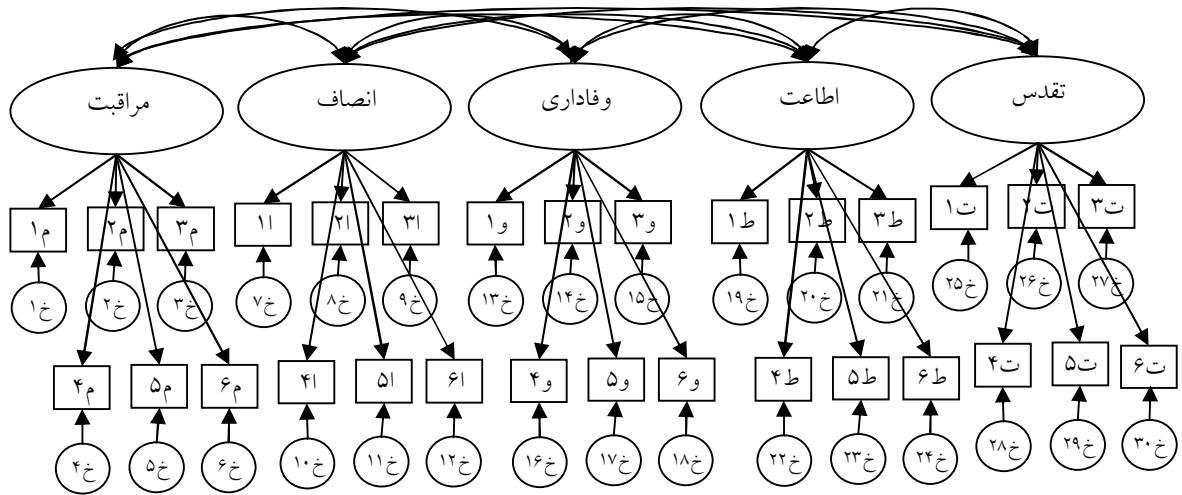 تقدس
اطاعت
وفاداری
انصاف
مراقبت
ت۳
ت۲
ت۱
ط۳
ط۲
ط۱
و۳
و۲
و۱
ا۳
ا۲
ا۱
م۳
م۲
م۱
خ۲۷
خ۲۶
خ۲۵
خ۲۱
خ۲۰
خ۱۹
خ۱۵
خ۱۴
خ۱۳
خ۹
خ۸
خ۷
خ۳
خ۲
خ۱
ت۶
ت۵
ت۴
ط۶
ط۵
ط۴
و۶
و۵
و۴
ا۶
ا۵
ا۴
م۶
م۵
م۴
خ۳۰
خ۲۹
خ۲۸
خ۲۴
خ۲۳
خ۲۲
خ۱۸
خ۱۷
خ۱۶
خ۱۲
خ۱۱
خ۱۰
خ۶
خ۵
خ۴